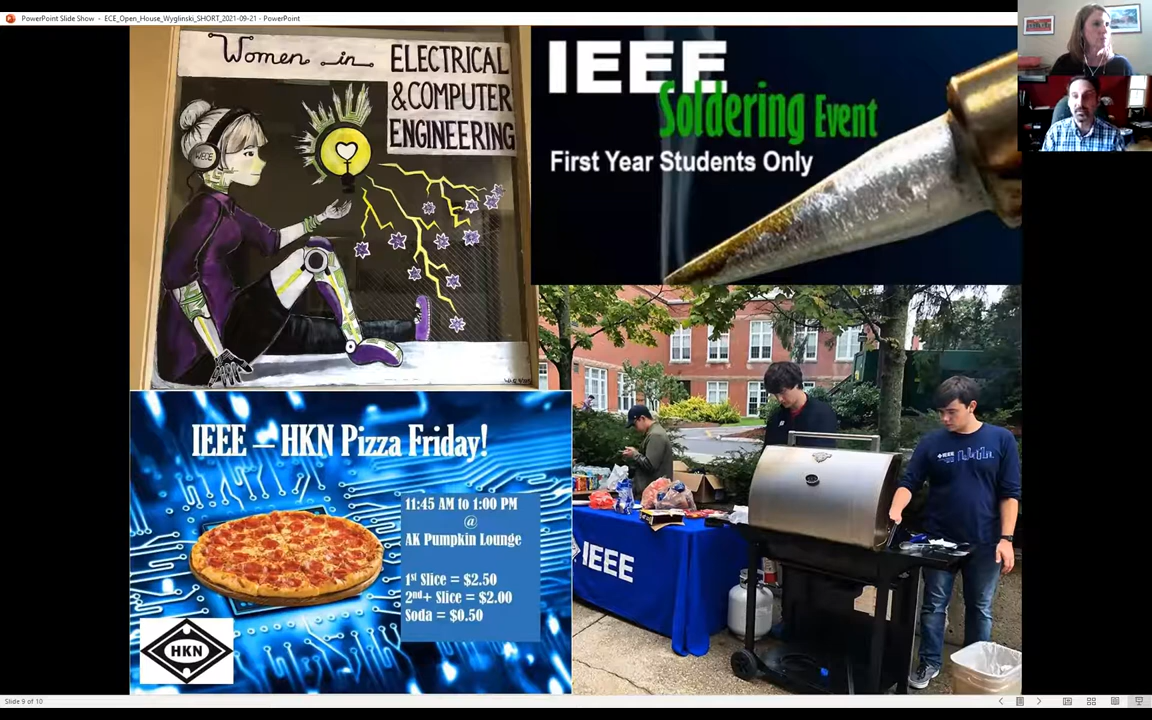 PowerPoint Slide Show - ECE_Open_House_Wyglinski_SHORT_2021-09-21 - PowerPoint
Women in
ELECTRICAL
& COMPUTER
ENGINEERING
WECE
IEEE
Soldering Event
First Year Students Only
IEEE – HKN Pizza Friday!
11:45 AM to 1:00 PM
@
AK Pumpkin Lounge
1st Slice = $2.50
2nd+ Slice = $2.00
Soda = $0.50
HKN
IEEE
IEEE
Slide 9 of 10